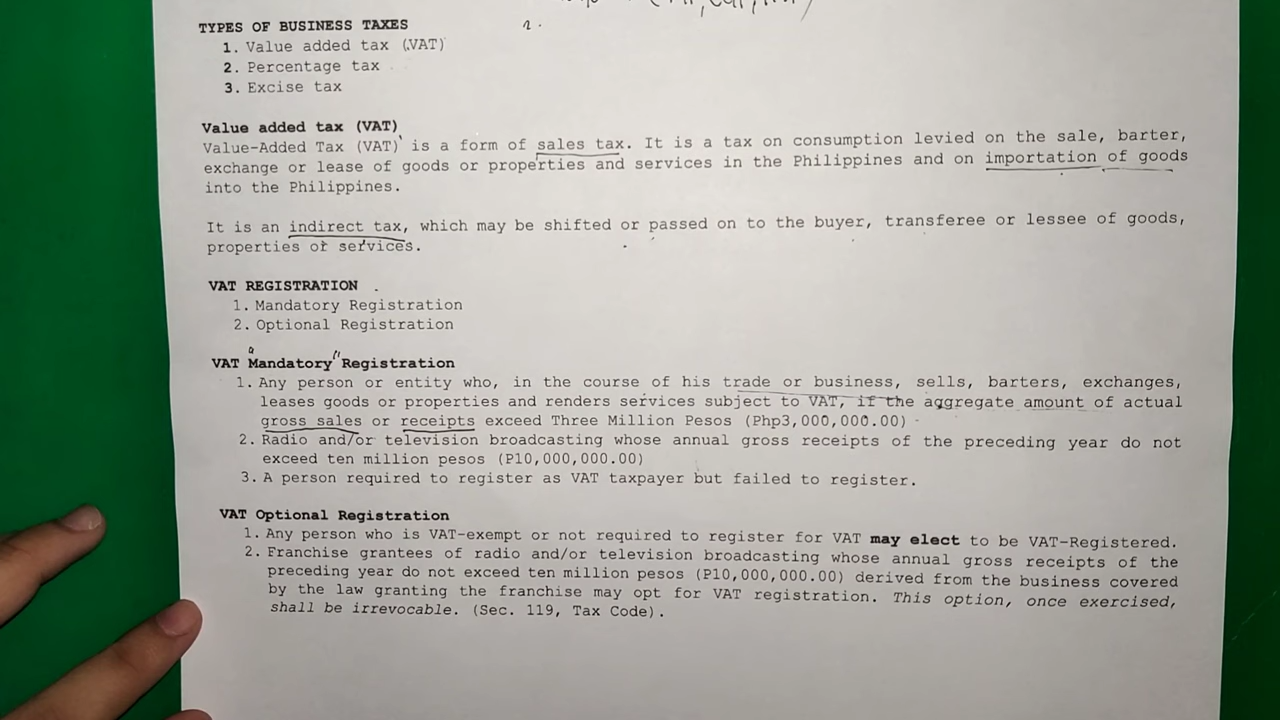 TYPES OF BUSINESS TAXES
1. Value added tax (VAT)
2. Percentage tax
3. Excise tax
Value added tax (VAT)
Value-Added Tax (VAT) is a form of sales tax. It is a tax on consumption levied on the sale, barter,
exchange or lease of goods or properties and services in the Philippines and on importation of goods
into the Philippines.
It is an indirect tax, which may be shifted or passed on to the buyer, transferee or lessee of goods,
properties or services.
VAT REGISTRATION
1. Mandatory Registration
2. Optional Registration
VAT Mandatory Registration
1. Any person or entity who, in the course of his trade or business, sells, barters, exchanges,
leases goods or properties and renders services subject to VAT, if the aggregate amount of actual
gross sales or receipts exceed Three Million Pesos (Php3,000,000.00)
2. Radio and/or television broadcasting whose annual gross receipts of the preceding year do not
exceed ten million pesos (P10,000,000.00)
3. A person required to register as VAT taxpayer but failed to register.
VAT Optional Registration
1. Any person who is VAT-exempt or not required to register for VAT may elect to be VAT-Registered.
2. Franchise grantees of radio and/or television broadcasting whose annual gross receipts of the
preceding year do not exceed ten million pesos (P10,000,000.00) derived from the business covered
by the law granting the franchise may opt for VAT registration. This option, once exercised,
shall be irrevocable. (Sec. 119, Tax Code).